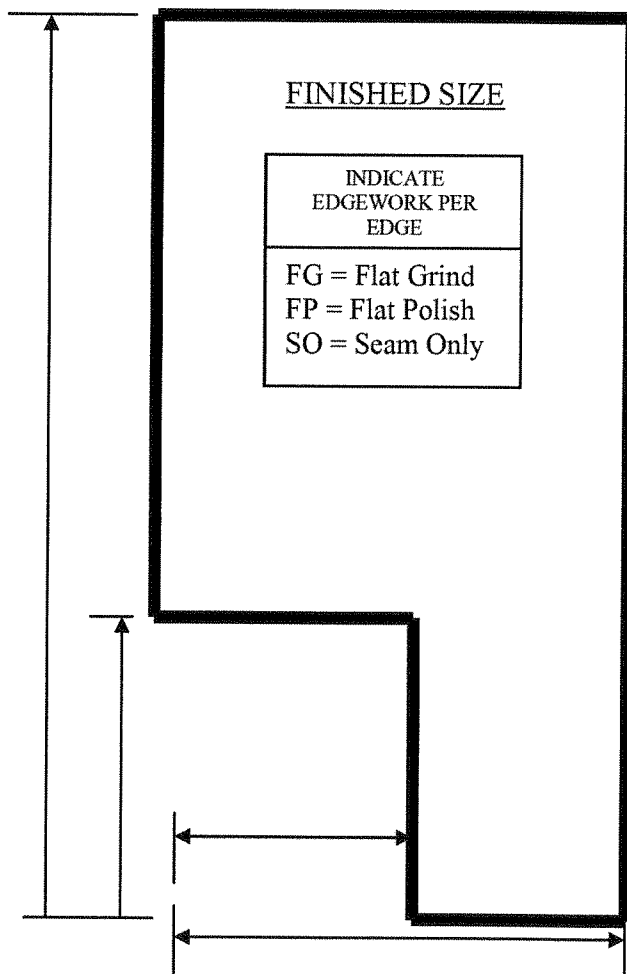 FINISHED SIZE
INDICATE
EDGEWORK PER
EDGE
FG = Flat Grind
FP = Flat Polish
SO = Seam Only